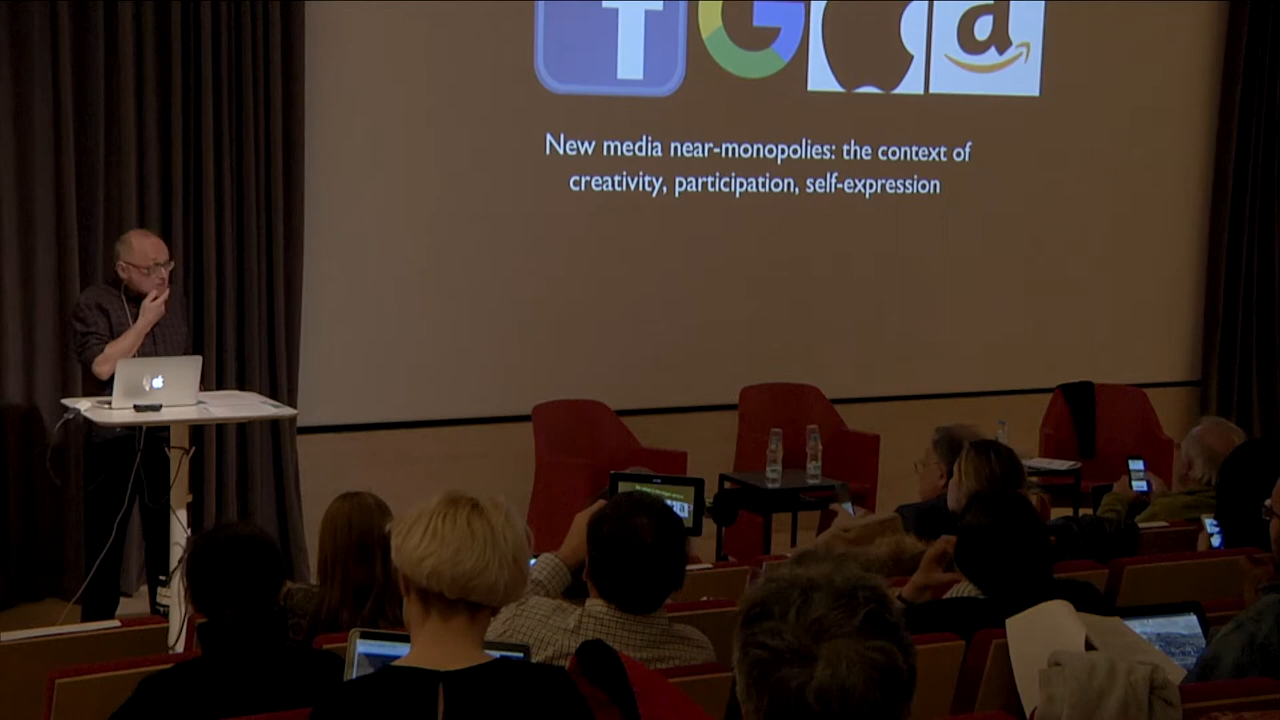 f G a
New media near-monopolies: the context of
creativity, participation, self-expression